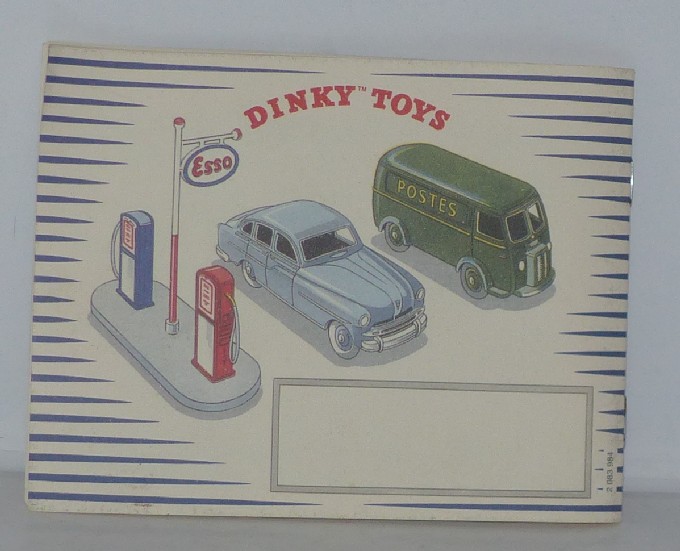 DINKY™ TOYS
Esso
POSTES
2 083 984